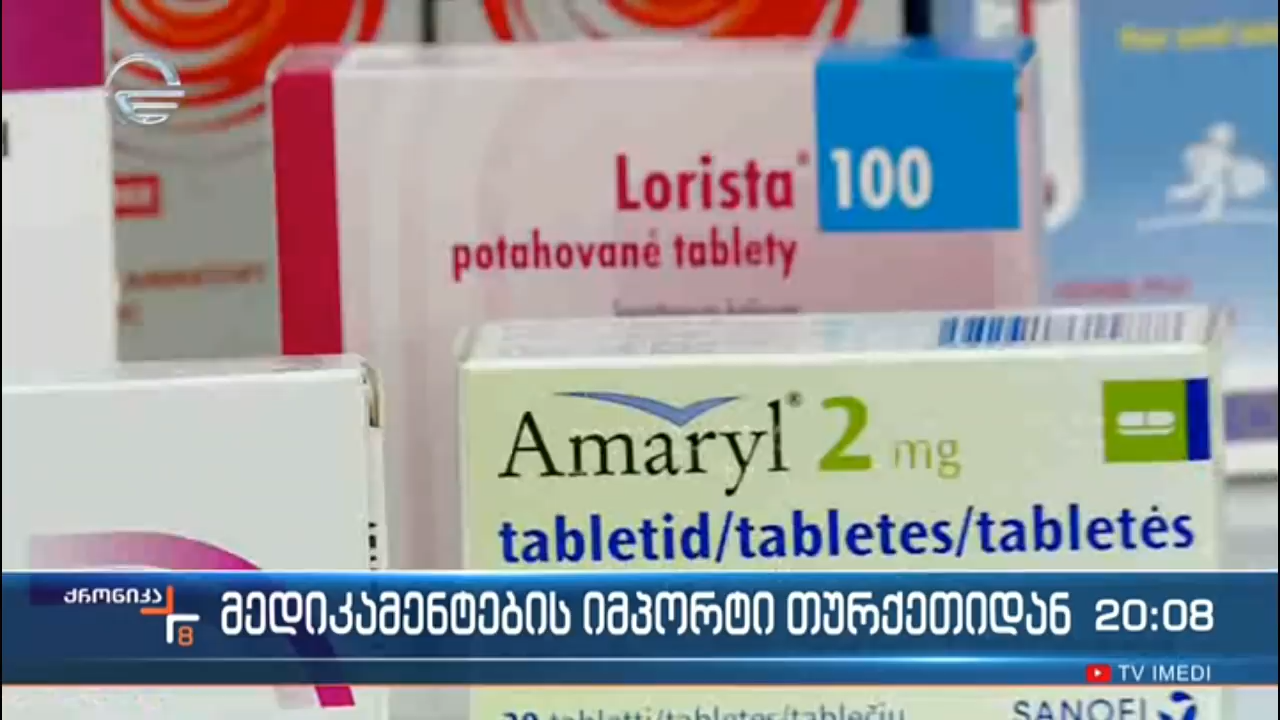 Lorista® 100
potahované tablety
Amaryl® 2 mg
tabletid/tabletes/tabletės
ქრონიკა
8
მედიკამენტების იმპორტი თურქეთიდან
20:08
TV IMEDI
SANOFI